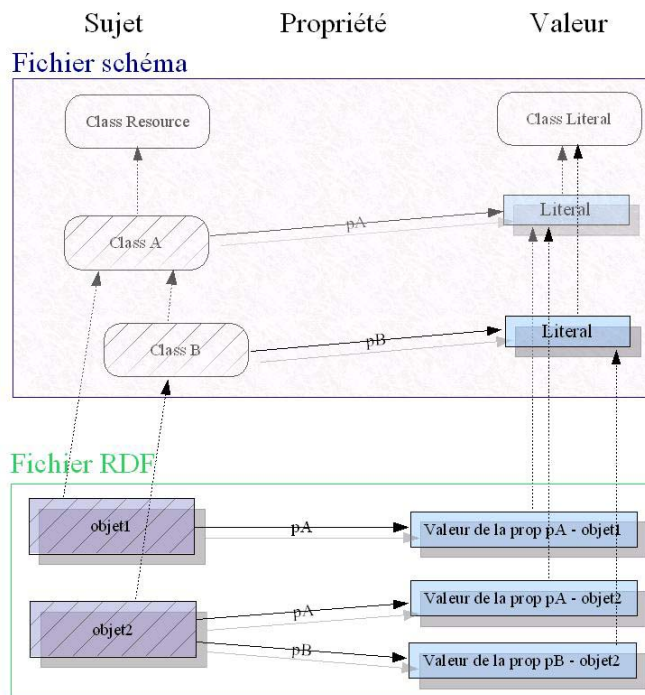 Sujet Propriété Valeur
Fichier schéma
Class Resource Class Literal
pA Literal
Class A
Class B pB Literal
Fichier RDF
objet1 pA Valeur de la prop pA - objet1
pA Valeur de la prop pA - objet2
objet2
pB Valeur de la prop pB - objet2